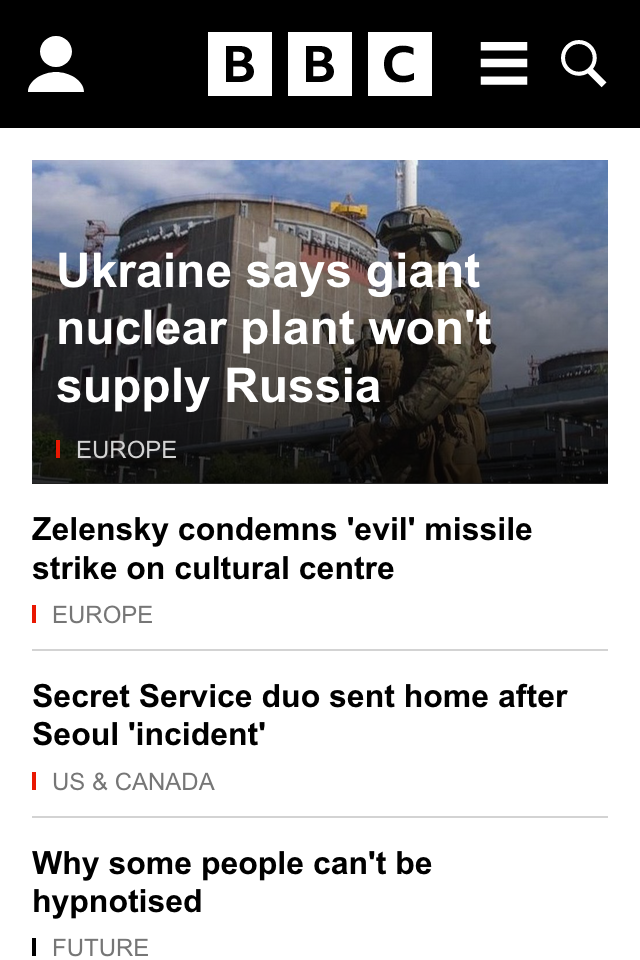 BBC
Ukraine says giant
nuclear plant won't
supply Russia
EUROPE
Zelensky condemns 'evil' missile
strike on cultural centre
EUROPE
Secret Service duo sent home after
Seoul 'incident'
US & CANADA
Why some people can't be
hypnotised
FUTURE